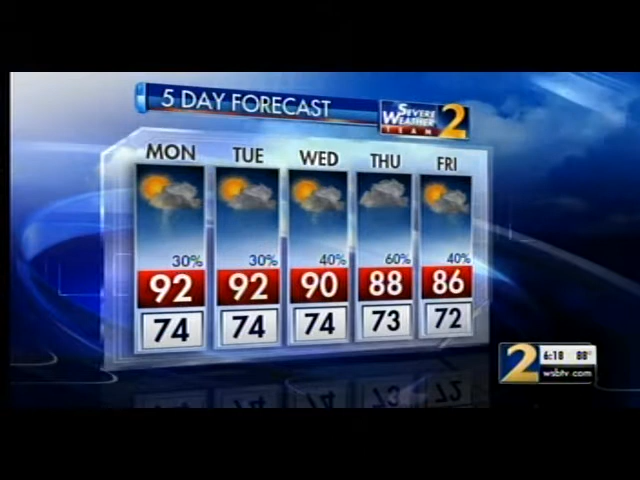 5 DAY FORECAST
SEVERE
WEATHER
TEAM
2
MON TUE WED THU FRI
30% 30% 40% 60% 40%
92 92 90 88 86
74 74 74 73 72
2
6:18 88°
wsbtv.com